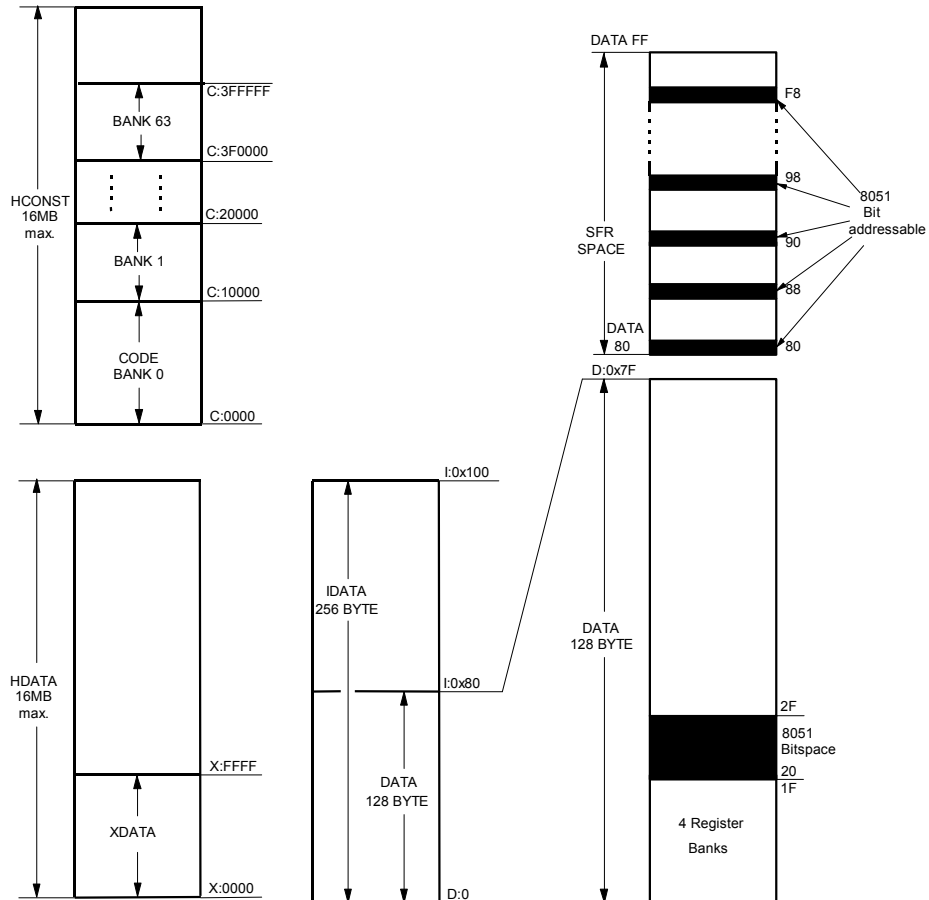 C:3FFFFF
BANK 63
C:3F0000
HCONST
16MB
max.
C:20000
BANK 1
C:10000
CODE
BANK 0
C:0000
DATA FF
F8
98
8051
Bit
addressable
SFR
SPACE
90
88
DATA
80
80
D:0x7F
I:0x100
IDATA
256 BYTE
DATA
128 BYTE
HDATA
16MB
max.
I:0x80
2F
8051
Bitspace
X:FFFF
20
1F
DATA
128 BYTE
XDATA
4 Register
Banks
X:0000
D:0